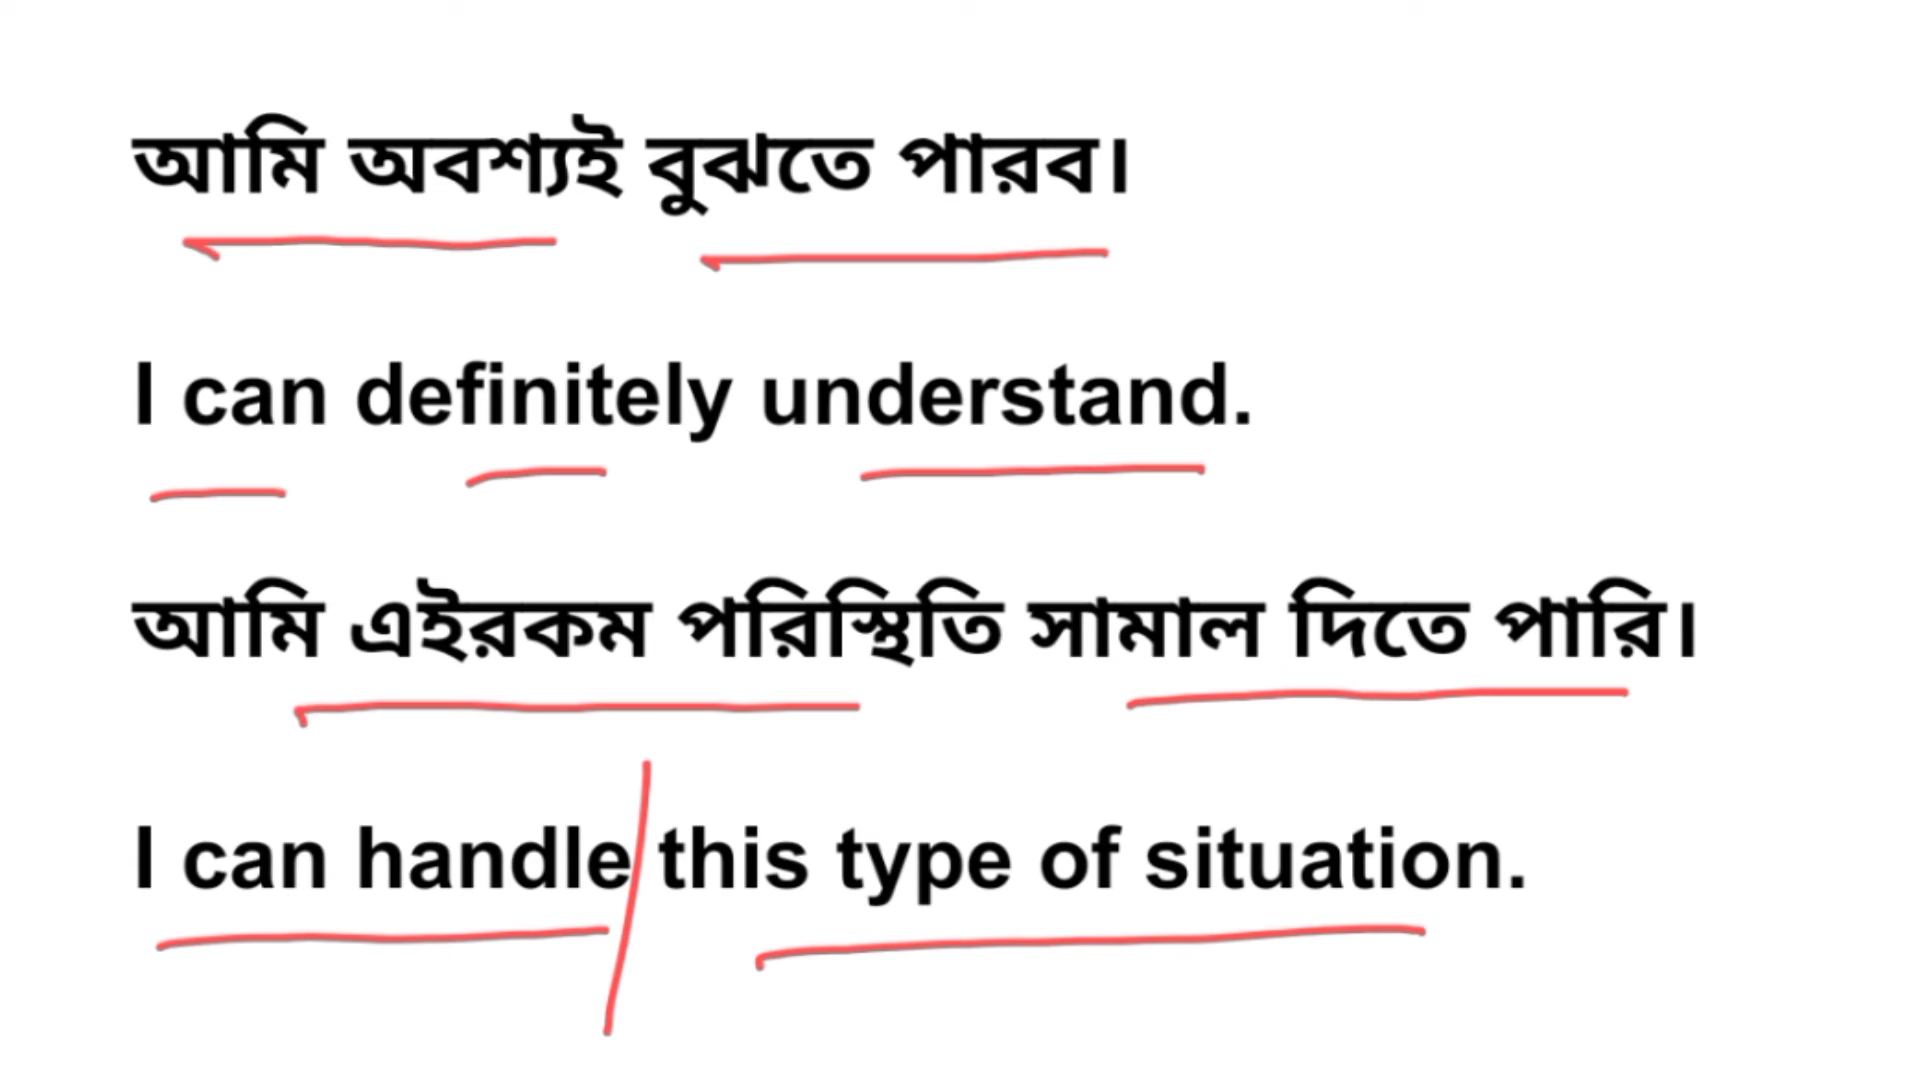 আমি অবশ্যই বুঝতে পারব।
I can definitely understand.
আমি এইরকম পরিস্থিতি সামাল দিতে পারি।
I can handle this type of situation.